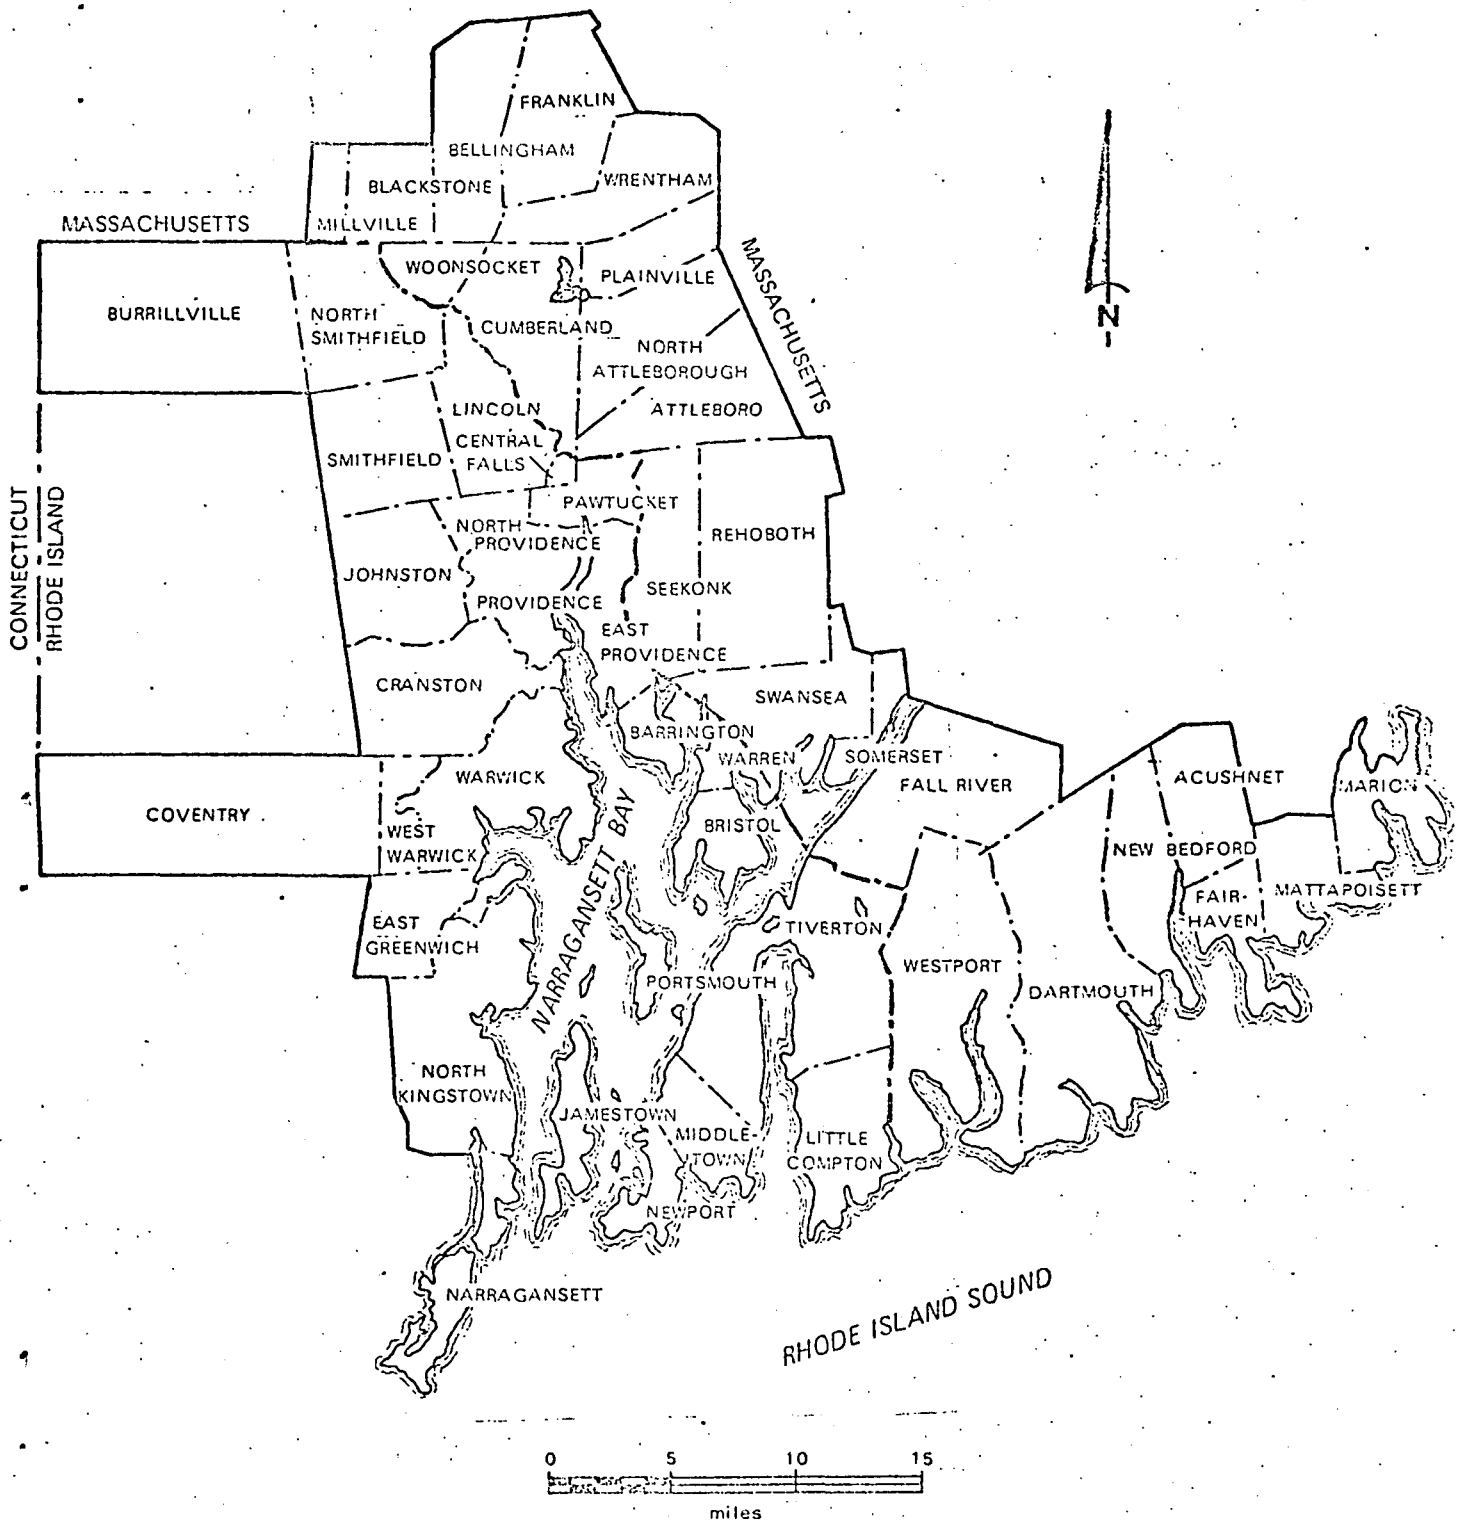 FRANKLIN
BELLINGHAM
WRENTHAM
BLACKSTONE
MILLVILLE
MASSACHUSETTS
WOONSOCKET
PLAINVILLE
MASSACHUSETTS
BURRILLVILLE
NORTH
SMITHFIELD
CUMBERLAND
NORTH
ATTLEBOROUGH
ATTLEBORO
LINCOLN
CENTRAL
FALLS
SMITHFIELD
PAWTUCKET
NORTH
PROVIDENCE
REHOBOTH
CONNECTICUT
RHODE ISLAND
JOHNSTON
SEEKONK
PROVIDENCE
EAST
PROVIDENCE
CRANSTON
SWANSEA
BARRINGTON
WARREN
SOMERSET
WARWICK
FALL RIVER
ACUSHNET
MARION
COVENTRY
WEST
WARWICK
NARRAGANSETT BAY
BRISTOL
NEW BEDFORD
MATTAPOISETT
FAIR-
HAVEN
EAST
GREENWICH
TIVERTON
WESTPORT
PORTSMOUTH
DARTMOUTH
NORTH
KINGSTOWN
JAMESTOWN
MIDDLE-
TOWN
LITTLE
COMPTON
NEWPORT
NARRAGANSETT
RHODE ISLAND SOUND
N
0 5 10 15
miles